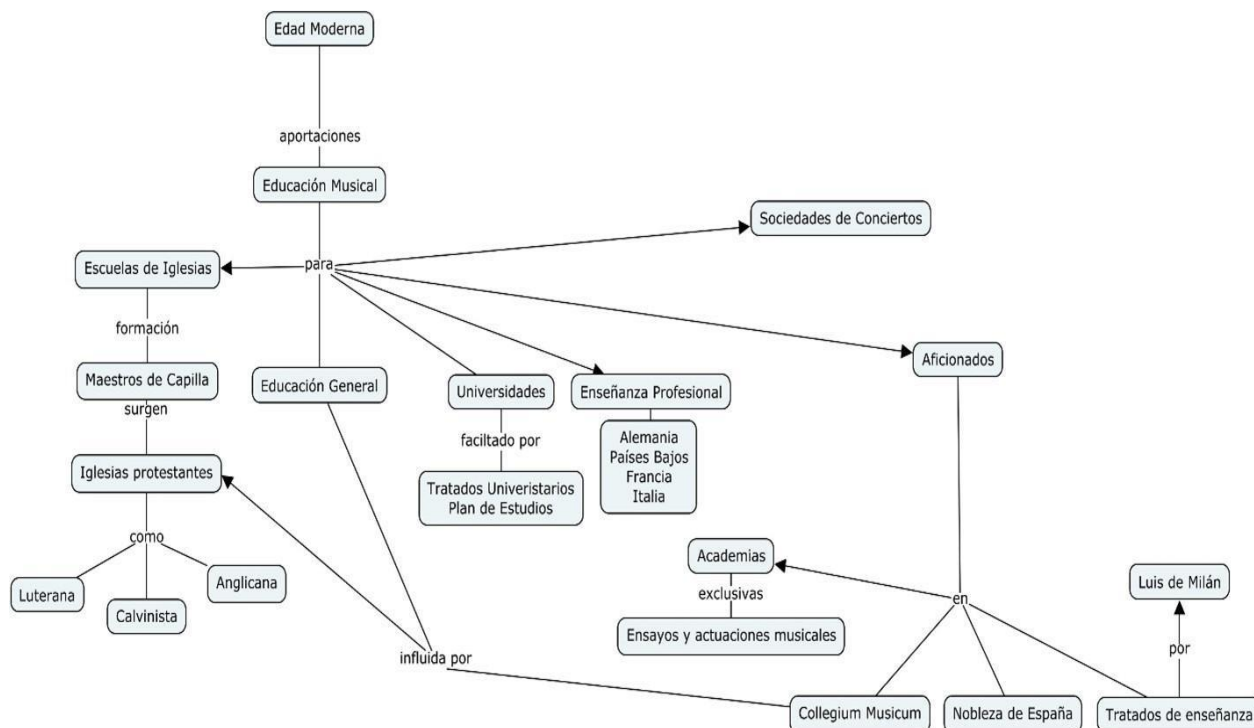 Edad Moderna
aportaciones
Educación Musical
Sociedades de Conciertos
Escuelas de Iglesias
para
formación
Aficionados
Maestros de Capilla
Educación General
Universidades
Enseñanza Profesional
surgen
faciltado por
Alemania
Países Bajos
Francia
Italia
Iglesias protestantes
Tratados Univeristarios
Plan de Estudios
como
Luterana
Calvinista
Anglicana
Academias
exclusivas
Ensayos y actuaciones musicales
en
Luis de Milán
por
influida por
Collegium Musicum
Nobleza de España
Tratados de enseñanza